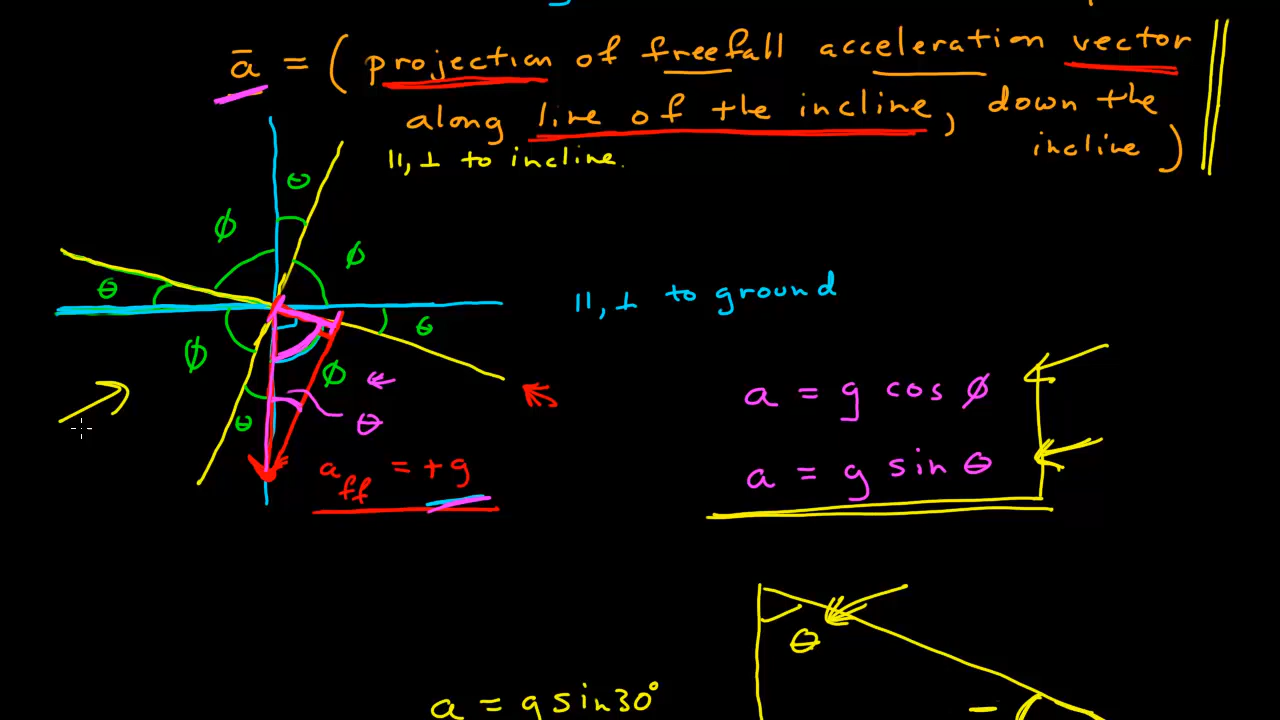 ā = ( projection of freefall acceleration vector
along line of the incline, down the
incline )
||, ⊥ to incline.
θ
ϕ
ϕ
θ
||, ⊥ to ground
θ
ϕ
ϕ
θ
θ
a = g cos ϕ
a_ff = +g
a = g sin θ
θ
a = g sin 30°